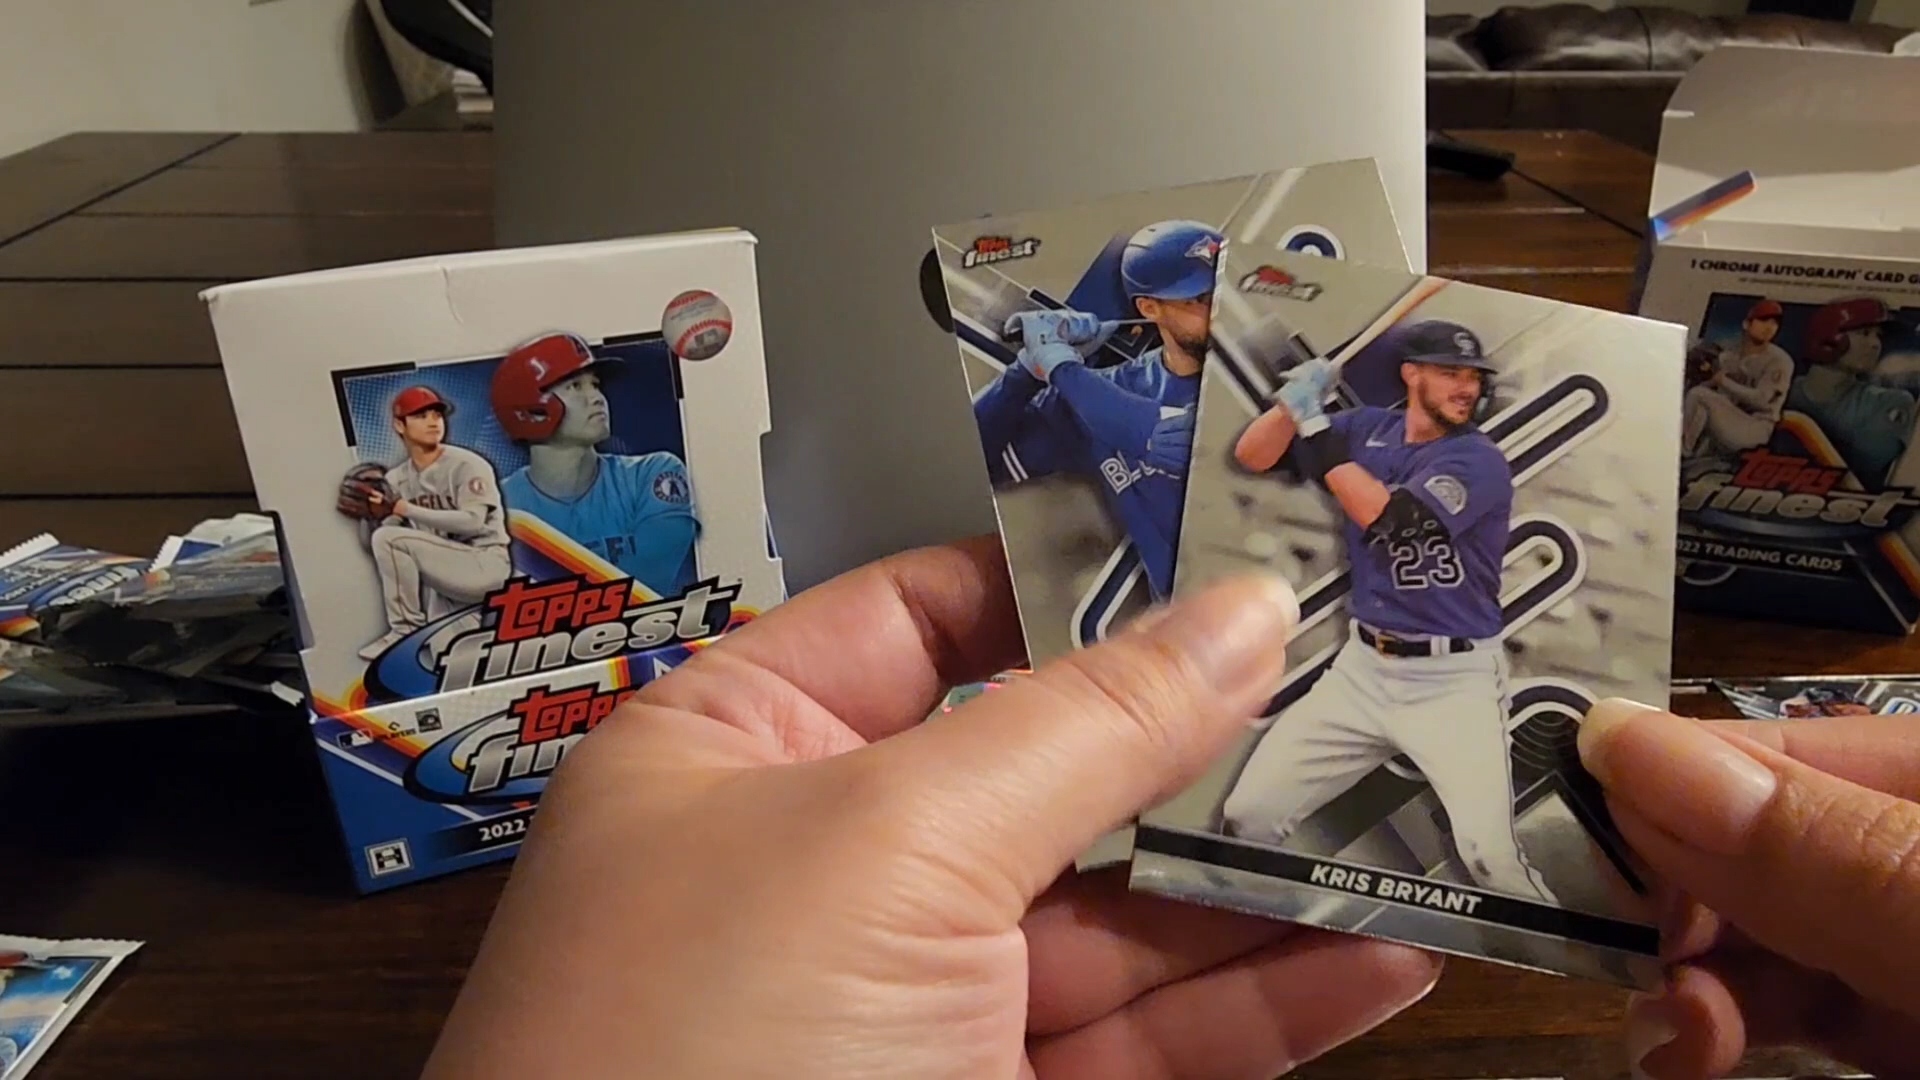 TOPPS
finest
TOPPS
finest
2022
TOPPS
finest
TOPPS
finest
23
KRIS BRYANT
1 CHROME AUTOGRAPH CARD
TOPPS
finest
TRADING CARDS